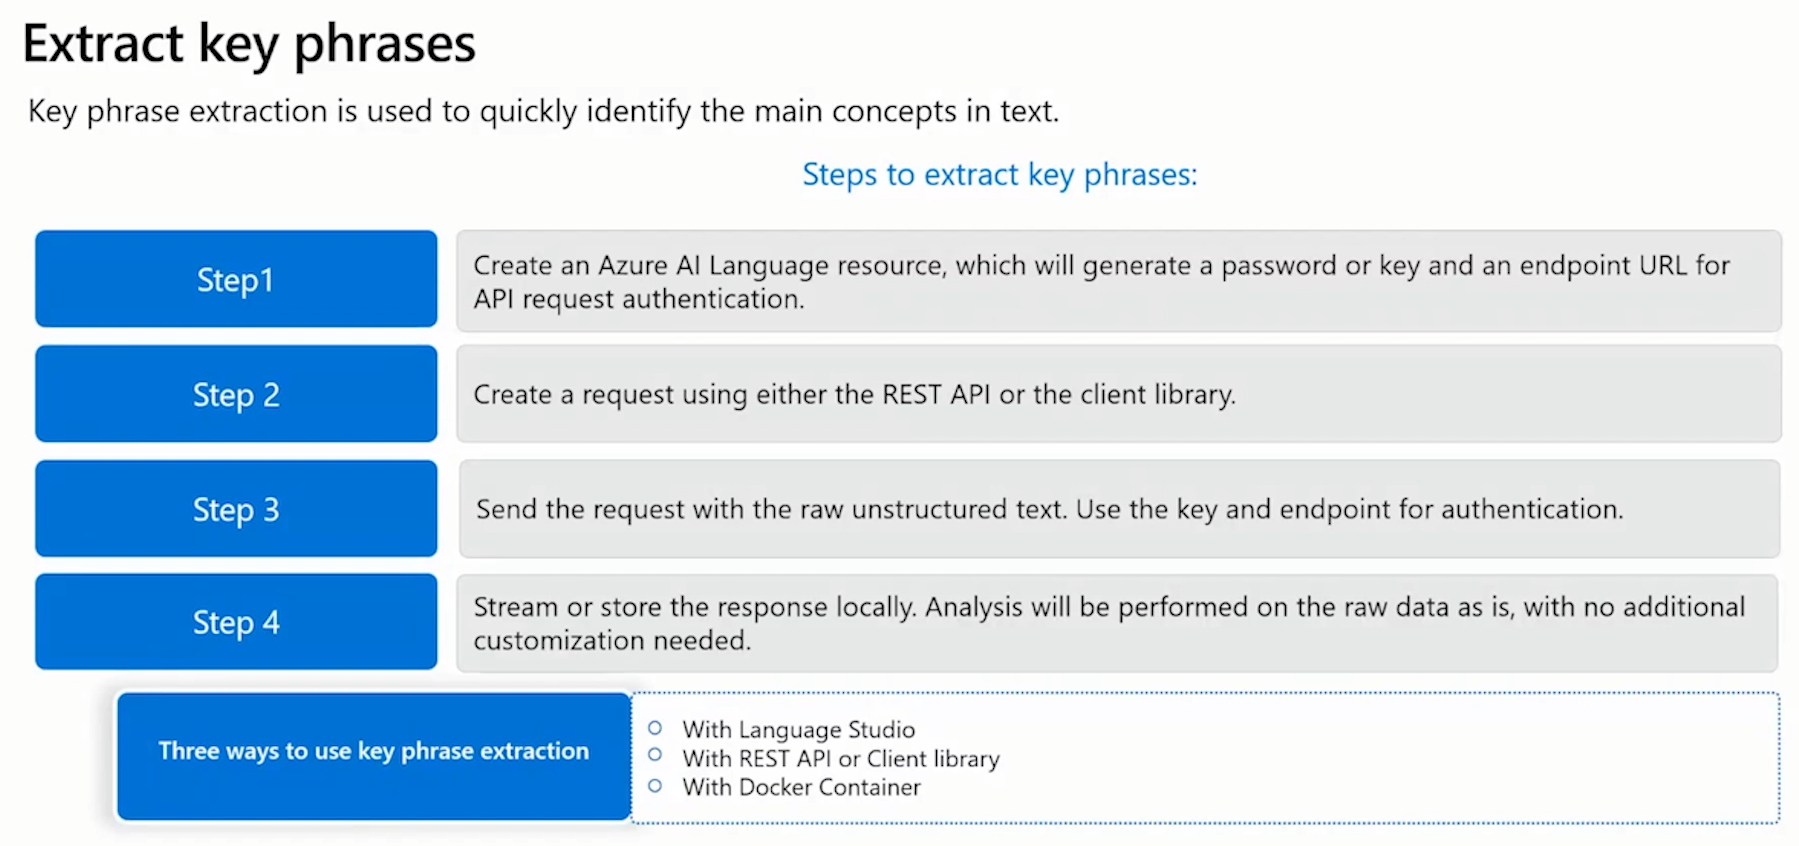 Extract key phrases
Key phrase extraction is used to quickly identify the main concepts in text.
Steps to extract key phrases:
Step1
Create an Azure AI Language resource, which will generate a password or key and an endpoint URL for
API request authentication.
Step 2
Create a request using either the REST API or the client library.
Step 3
Send the request with the raw unstructured text. Use the key and endpoint for authentication.
Step 4
Stream or store the response locally. Analysis will be performed on the raw data as is, with no additional
customization needed.
Three ways to use key phrase extraction
With Language Studio
With REST API or Client library
With Docker Container